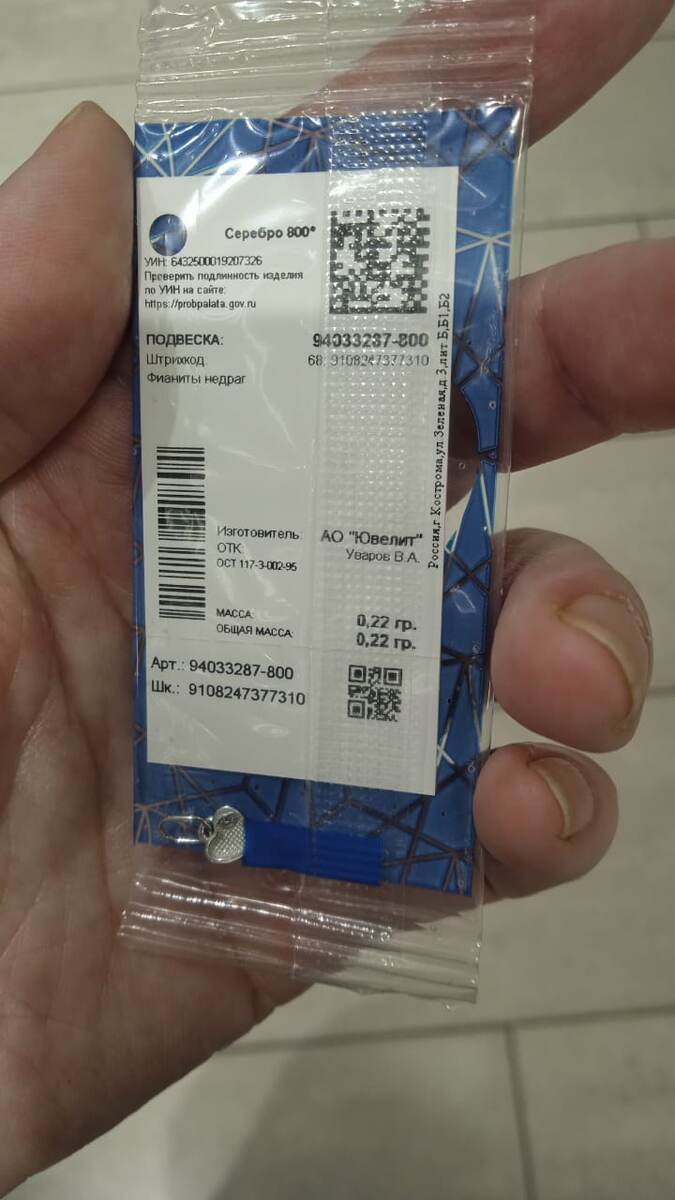 Серебро 800°
УИН: 6432500019207326
Проверить подлинность изделия
по УИН на сайте:
https://probpalata.gov.ru
ПОДВЕСКА: 94033287-800
Штрихкод 68. 9108247377310
Фианиты недраг
Россия,г Кострома,ул.Зеленая,д 3,лит Б,Б1,Б2
Изготовитель: АО "Ювелит"
ОТК: Уваров В.А.
ОСТ 117-3-002-95
МАССА: 0,22 гр.
ОБЩАЯ МАССА: 0,22 гр.
Арт.: 94033287-800
Шк.: 9108247377310